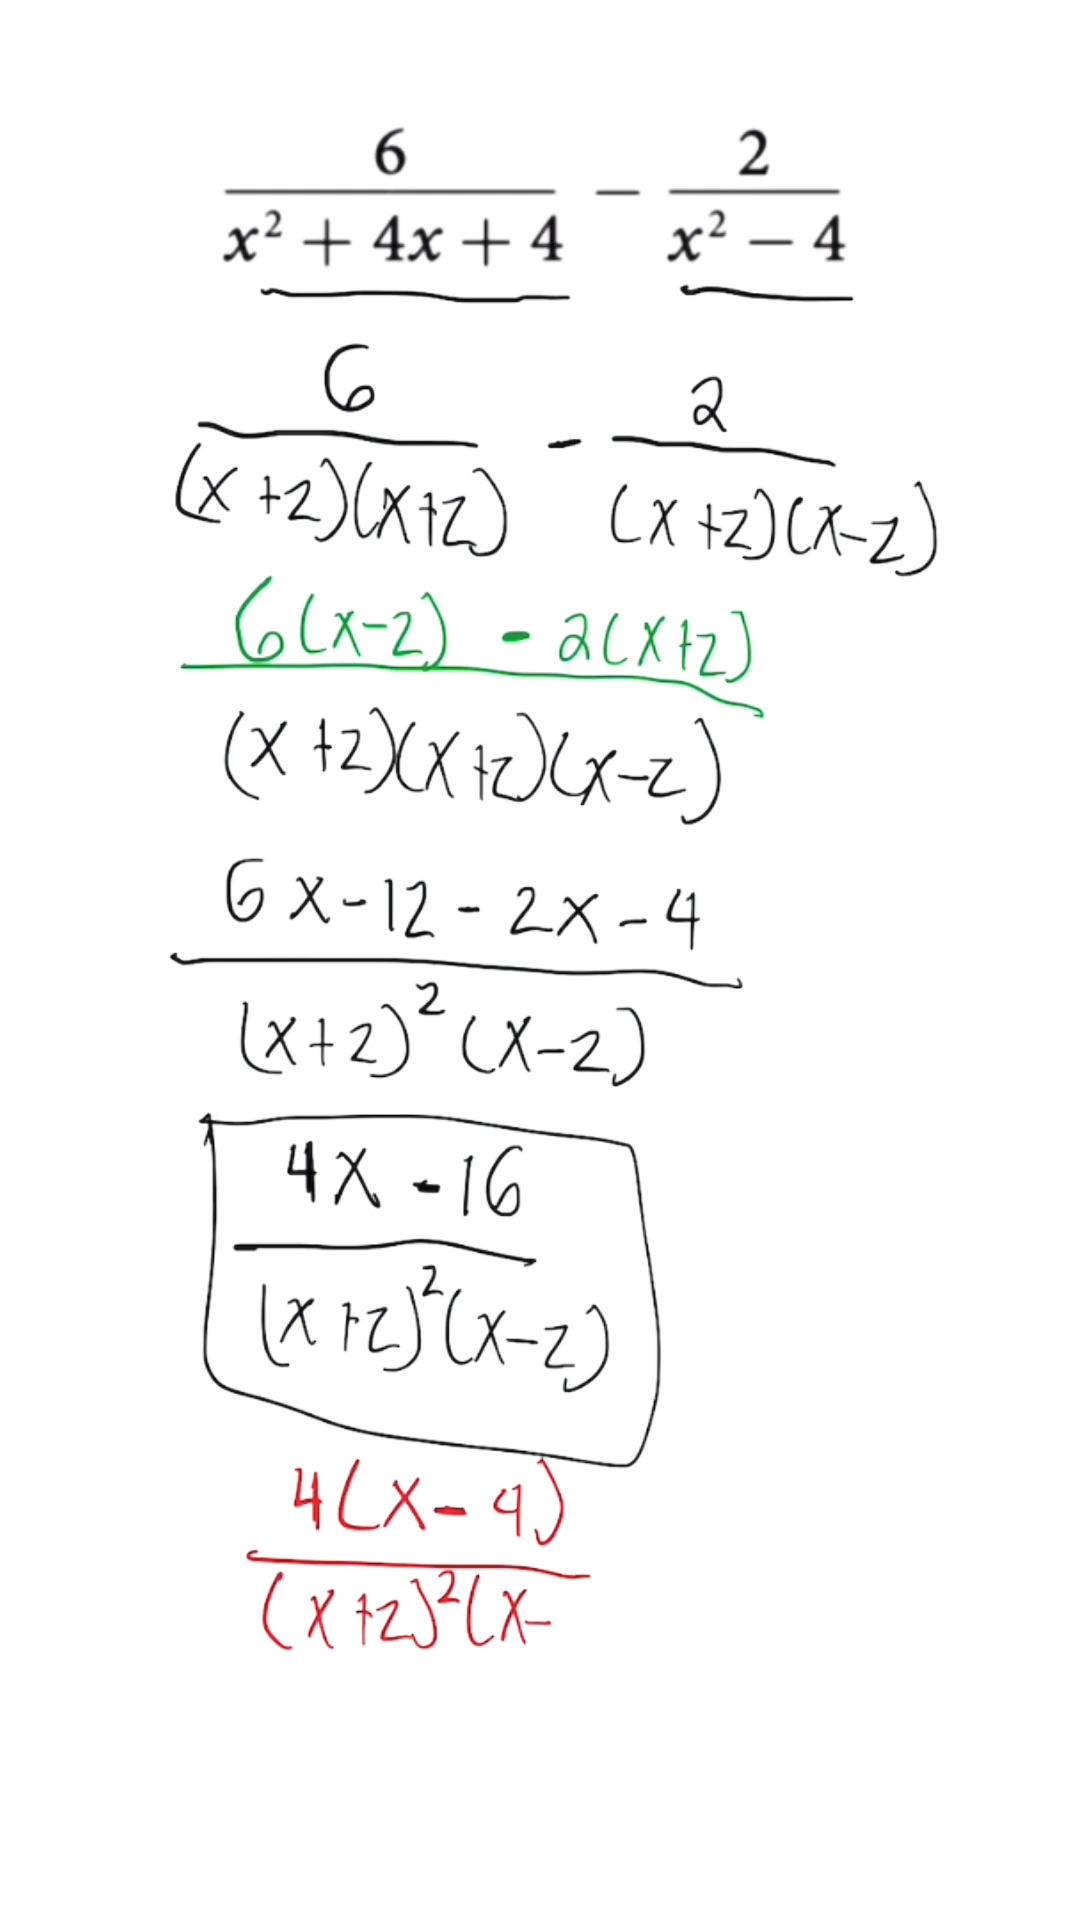 6/(x² + 4x + 4) − 2/(x² − 4)
6/((x+2)(x+2)) - 2/((x+2)(x-2))
(6(x-2) - 2(x+2))/((x+2)(x+2)(x-2))
(6x-12-2x-4)/((x+2)²(x-2))
(4x-16)/((x+2)²(x-2))
4(x-4)/((x+2)²(x-